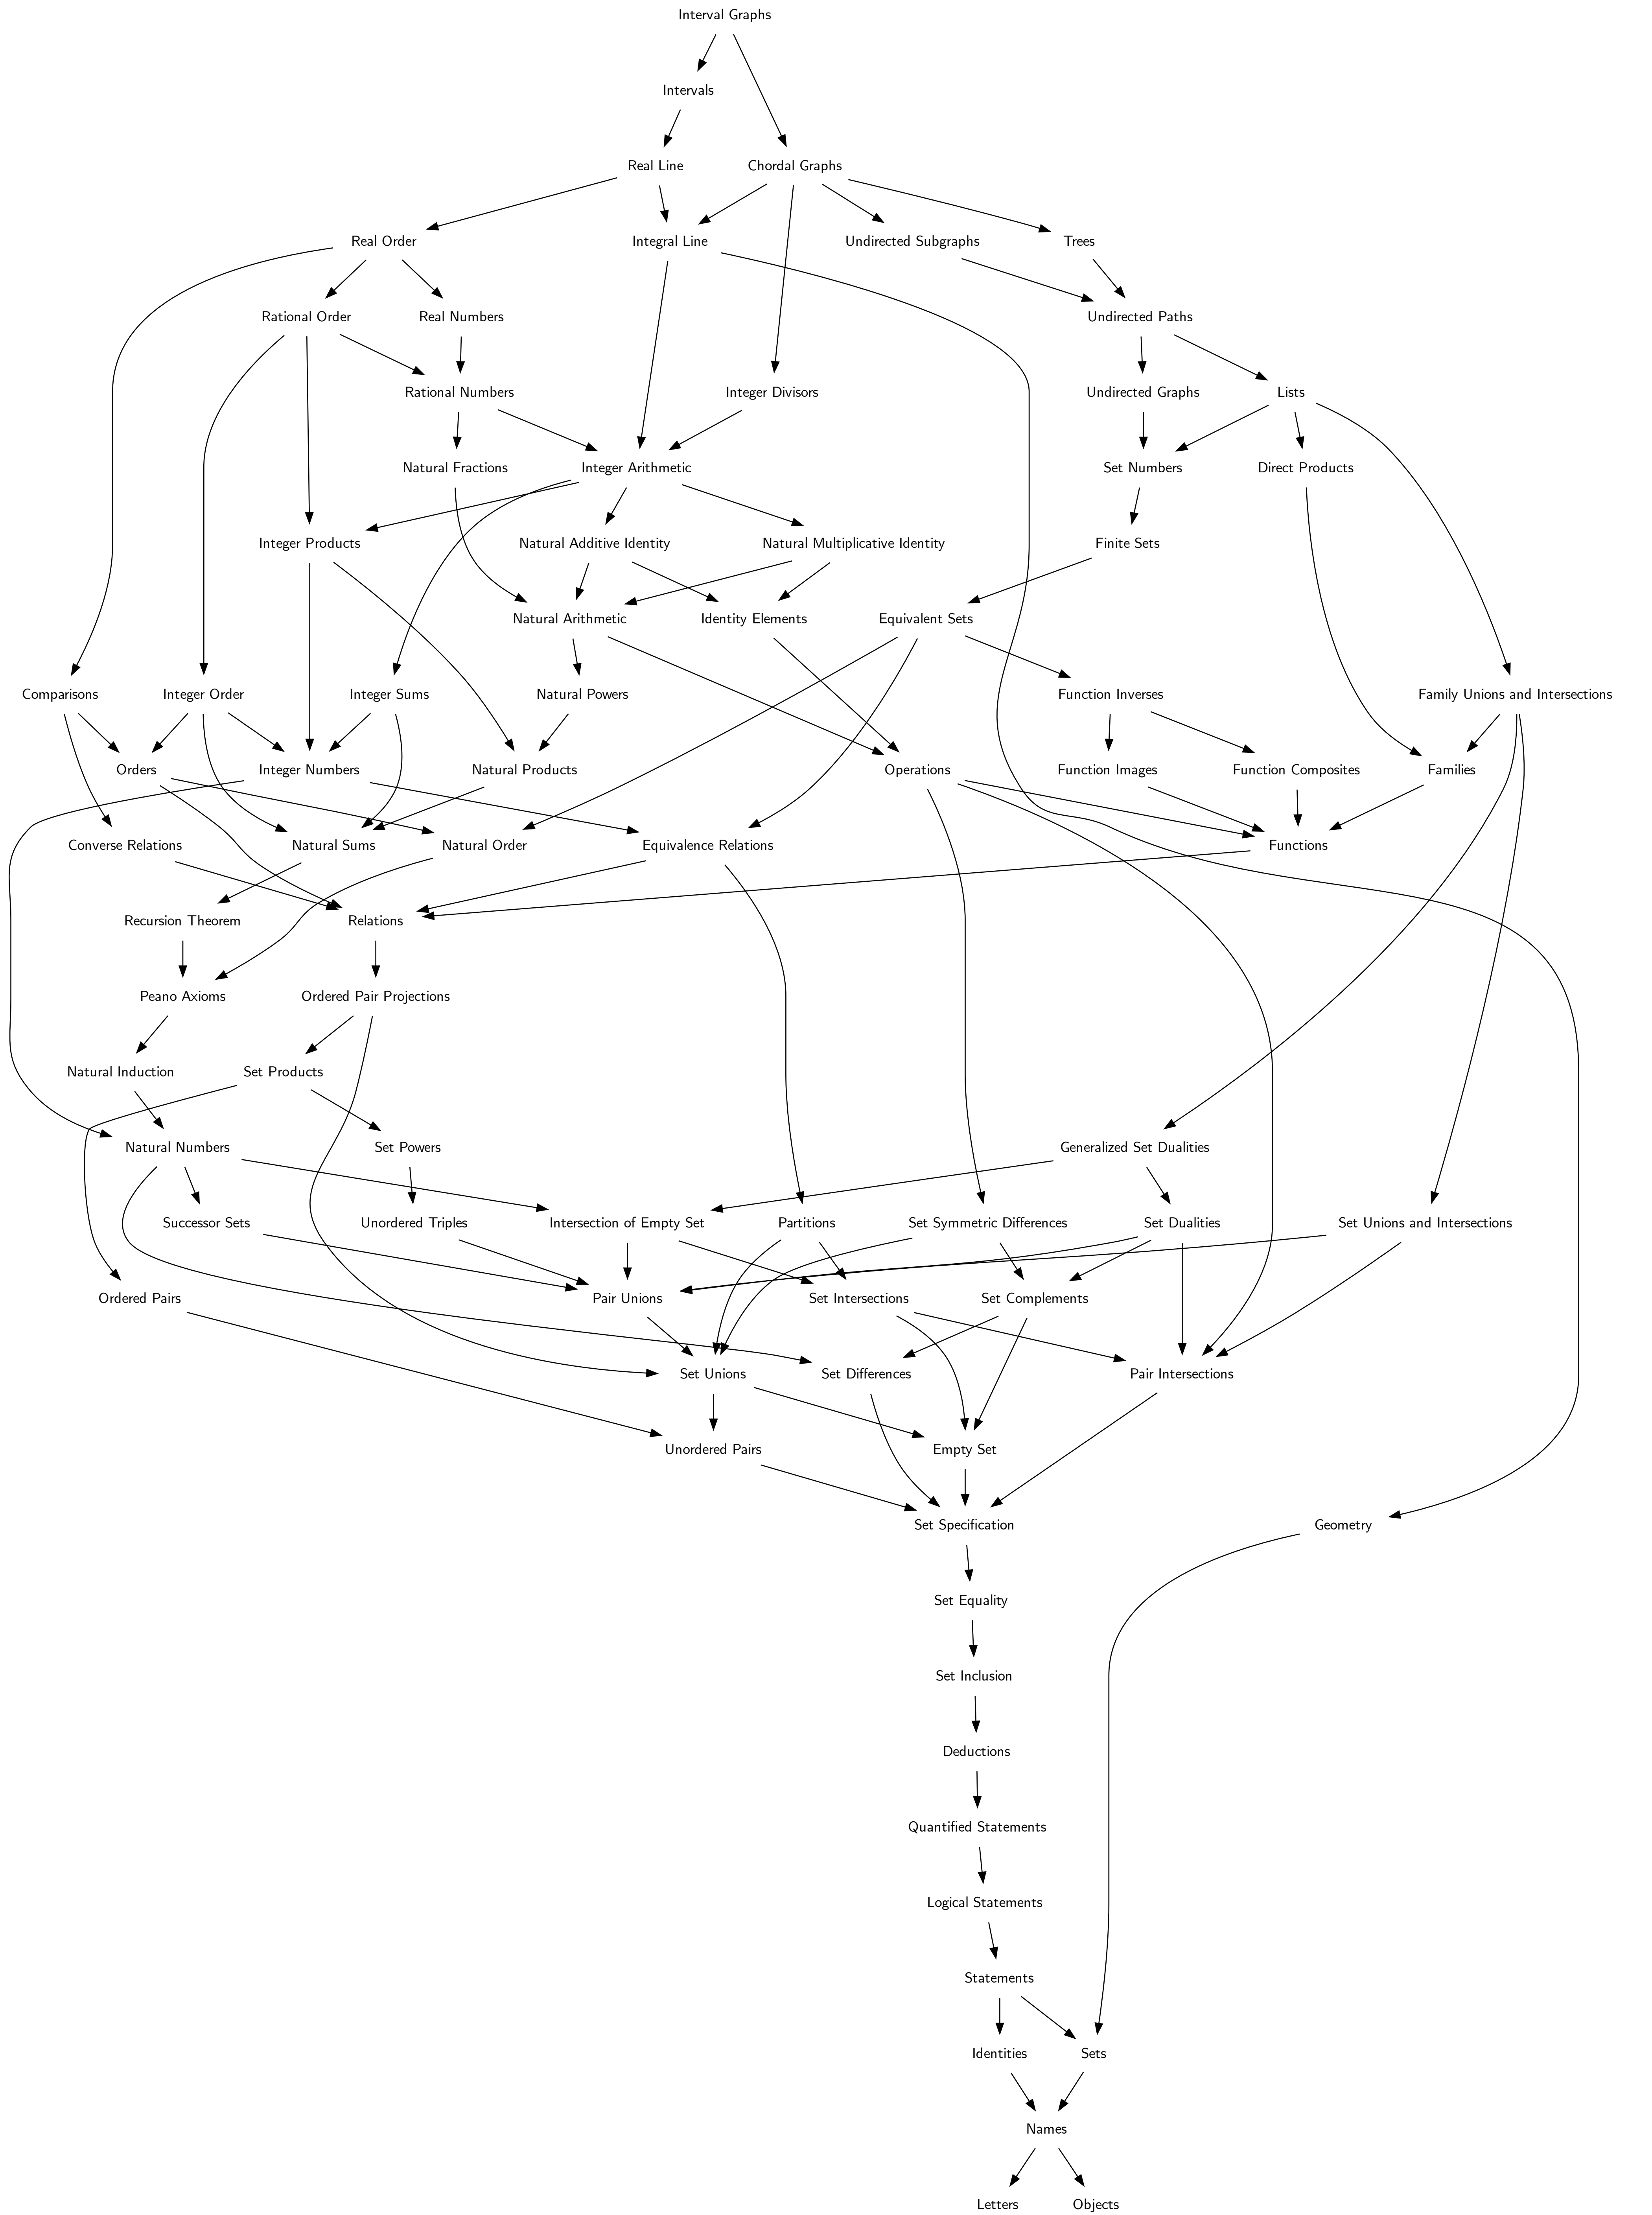 Interval Graphs
Intervals
Real Line
Chordal Graphs
Real Order
Integral Line
Undirected Subgraphs
Trees
Rational Order
Real Numbers
Undirected Paths
Rational Numbers
Integer Divisors
Undirected Graphs
Lists
Natural Fractions
Integer Arithmetic
Set Numbers
Direct Products
Integer Products
Natural Additive Identity
Natural Multiplicative Identity
Finite Sets
Natural Arithmetic
Identity Elements
Equivalent Sets
Comparisons
Integer Order
Integer Sums
Natural Powers
Function Inverses
Family Unions and Intersections
Orders
Integer Numbers
Natural Products
Operations
Function Images
Function Composites
Families
Converse Relations
Natural Sums
Natural Order
Equivalence Relations
Functions
Recursion Theorem
Relations
Peano Axioms
Ordered Pair Projections
Natural Induction
Set Products
Natural Numbers
Set Powers
Generalized Set Dualities
Successor Sets
Unordered Triples
Intersection of Empty Set
Partitions
Set Symmetric Differences
Set Dualities
Set Unions and Intersections
Ordered Pairs
Pair Unions
Set Intersections
Set Complements
Set Unions
Set Differences
Pair Intersections
Unordered Pairs
Empty Set
Set Specification
Geometry
Set Equality
Set Inclusion
Deductions
Quantified Statements
Logical Statements
Statements
Identities
Sets
Names
Letters
Objects